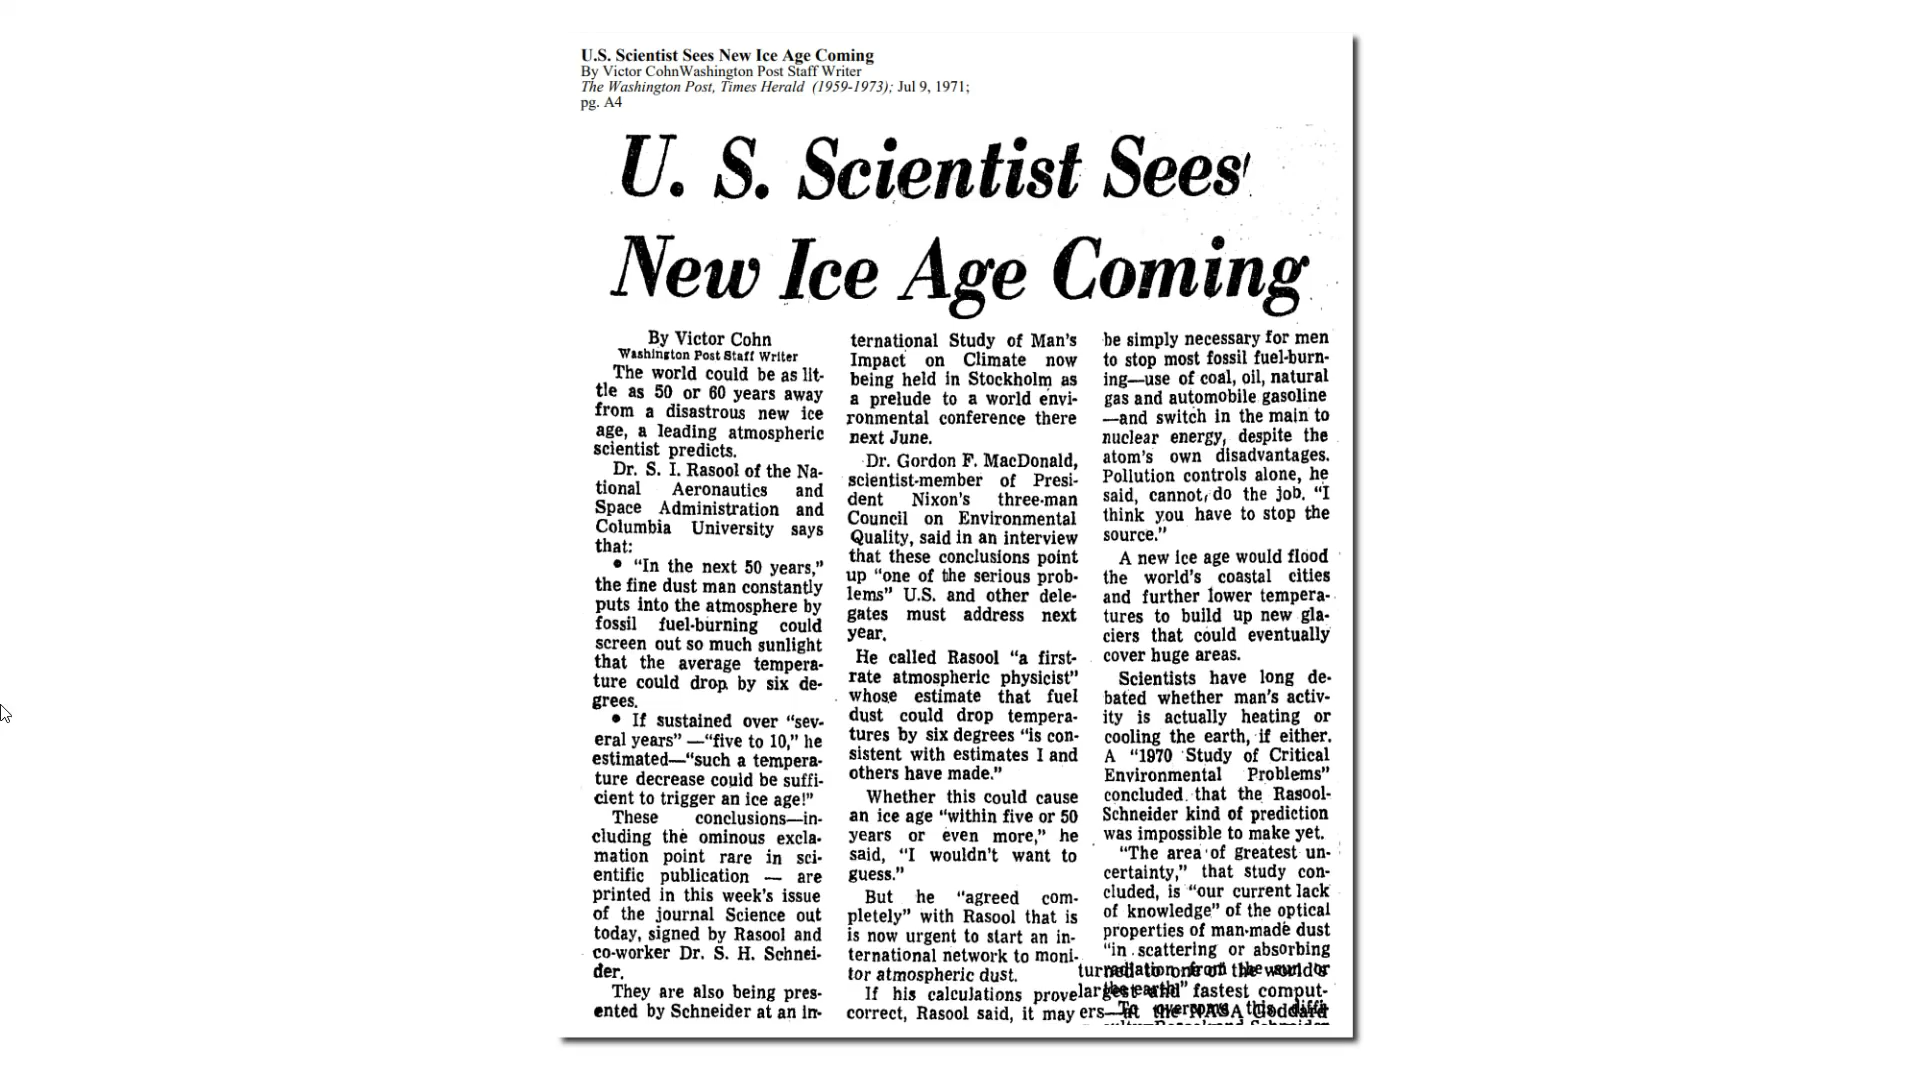 U.S. Scientist Sees New Ice Age Coming
By Victor CohnWashington Post Staff Writer
The Washington Post, Times Herald (1959-1973); Jul 9, 1971;
pg. A4
U. S. Scientist Sees
New Ice Age Coming
By Victor Cohn
Washington Post Staff Writer
The world could be as lit-
tle as 50 or 60 years away
from a disastrous new ice
age, a leading atmospheric
scientist predicts.
Dr. S. I. Rasool of the Na-
tional Aeronautics and
Space Administration and
Columbia University says
that:
• "In the next 50 years,"
the fine dust man constantly
puts into the atmosphere by
fossil fuel-burning could
screen out so much sunlight
that the average tempera-
ture could drop by six de-
grees.
• If sustained over "sev-
eral years" —"five to 10," he
estimated—"such a tempera-
ture decrease could be suffi-
cient to trigger an ice age!"
These conclusions—in-
cluding the ominous excla-
mation point rare in sci-
entific publication — are
printed in this week's issue
of the journal Science out
today, signed by Rasool and
co-worker Dr. S. H. Schnei-
der.
They are also being pres-
ented by Schneider at an In-
ternational Study of Man's
Impact on Climate now
being held in Stockholm as
a prelude to a world envi-
ronmental conference there
next June.
Dr. Gordon F. MacDonald,
scientist-member of Presi-
dent Nixon's three-man
Council on Environmental
Quality, said in an interview
that these conclusions point
up "one of the serious prob-
lems" U.S. and other dele-
gates must address next
year.
He called Rasool "a first-
rate atmospheric physicist"
whose estimate that fuel
dust could drop tempera-
tures by six degrees "is con-
sistent with estimates I and
others have made."
Whether this could cause
an ice age "within five or 50
years or even more," he
said, "I wouldn't want to
guess."
But he "agreed com-
pletely" with Rasool that is
is now urgent to start an in-
ternational network to moni-
tor atmospheric dust.
If his calculations prove
correct, Rasool said, it may
be simply necessary for men
to stop most fossil fuel-burn-
ing—use of coal, oil, natural
gas and automobile gasoline
—and switch in the main to
nuclear energy, despite the
atom's own disadvantages.
Pollution controls alone, he
said, cannot do the job. "I
think you have to stop the
source."
A new ice age would flood
the world's coastal cities
and further lower tempera-
tures to build up new gla-
ciers that could eventually
cover huge areas.
Scientists have long de-
bated whether man's activ-
ity is actually heating or
cooling the earth, if either.
A "1970 Study of Critical
Environmental Problems"
concluded that the Rasool-
Schneider kind of prediction
was impossible to make yet.
"The area of greatest un-
certainty," that study con-
cluded, is "our current lack
of knowledge" of the optical
properties of man-made dust
"in scattering or absorbing